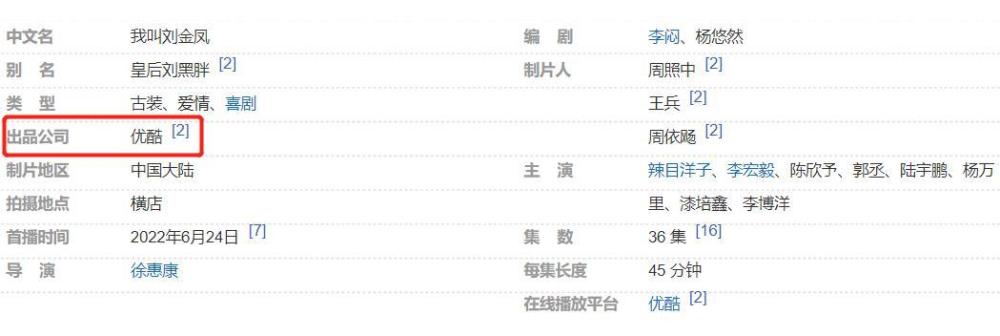 中文名 我叫刘金凤
别 名 皇后刘黑胖 [2]
类 型 古装、爱情、喜剧
出品公司 优酷 [2]
制片地区 中国大陆
拍摄地点 横店
首播时间 2022年6月24日 [7]
导 演 徐惠康
编 剧 李闷、杨悠然
制片人 周照中 [2]
王兵 [2]
周依飏 [2]
主 演 辣目洋子、李宏毅、陈欣予、郭丞、陆宇鹏、杨万
里、漆培鑫、李博洋
集 数 36 集 [16]
每集长度 45 分钟
在线播放平台 优酷 [2]